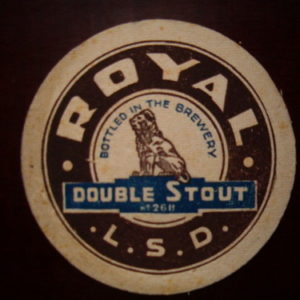 ROYAL
BOTTLED IN THE BREWERY
DOUBLE STOUT
L.S.D.